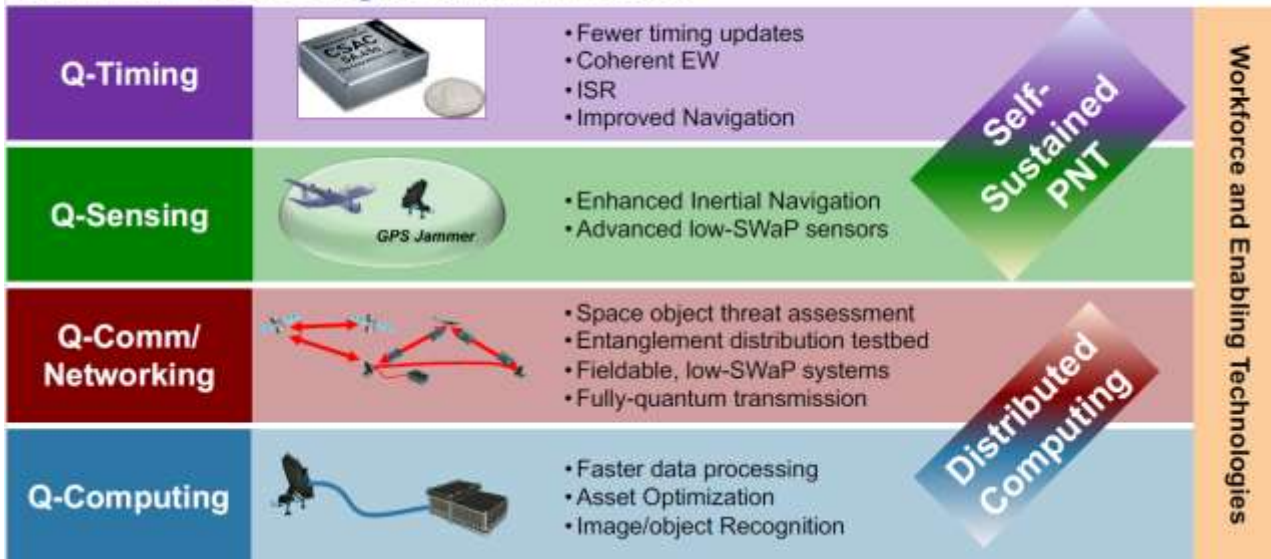 Q-Timing
CSAC
• Fewer timing updates
• Coherent EW
• ISR
• Improved Navigation
Self-
Sustained
PNT
Q-Sensing
GPS Jammer
• Enhanced Inertial Navigation
• Advanced low-SWaP sensors
Q-Comm/
Networking
• Space object threat assessment
• Entanglement distribution testbed
• Fieldable, low-SWaP systems
• Fully-quantum transmission
Distributed
Computing
Q-Computing
• Faster data processing
• Asset Optimization
• Image/object Recognition
Workforce and Enabling Technologies